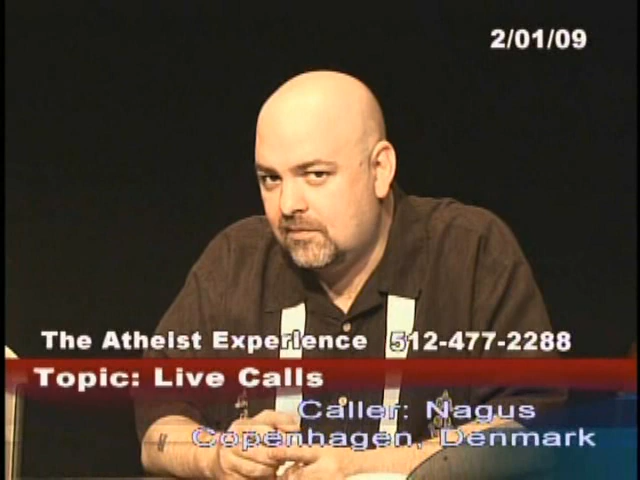 2/01/09
The Atheist Experience 512-477-2288
Topic: Live Calls
Caller: Nagus
Copenhagen, Denmark